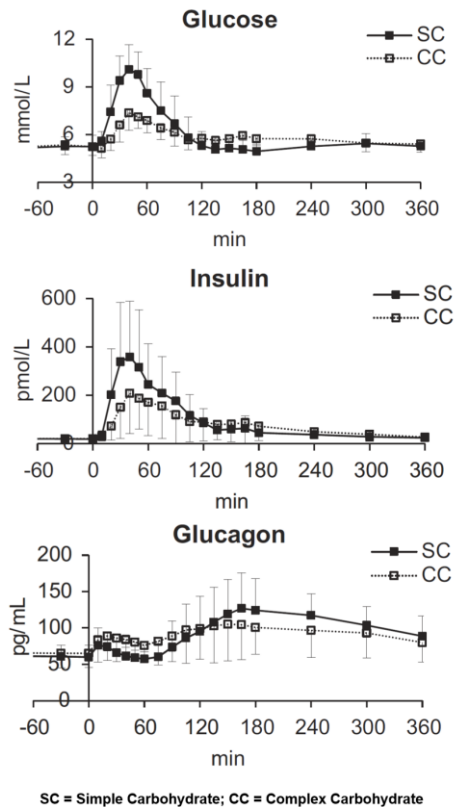 Glucose
SC
CC
12
9
6
3
mmol/L
-60 0 60 120 180 240 300 360
min
Insulin
SC
CC
600
400
200
0
pmol/L
-60 0 60 120 180 240 300 360
min
Glucagon
SC
CC
200
150
100
50
0
pg/mL
-60 0 60 120 180 240 300 360
min
SC = Simple Carbohydrate; CC = Complex Carbohydrate